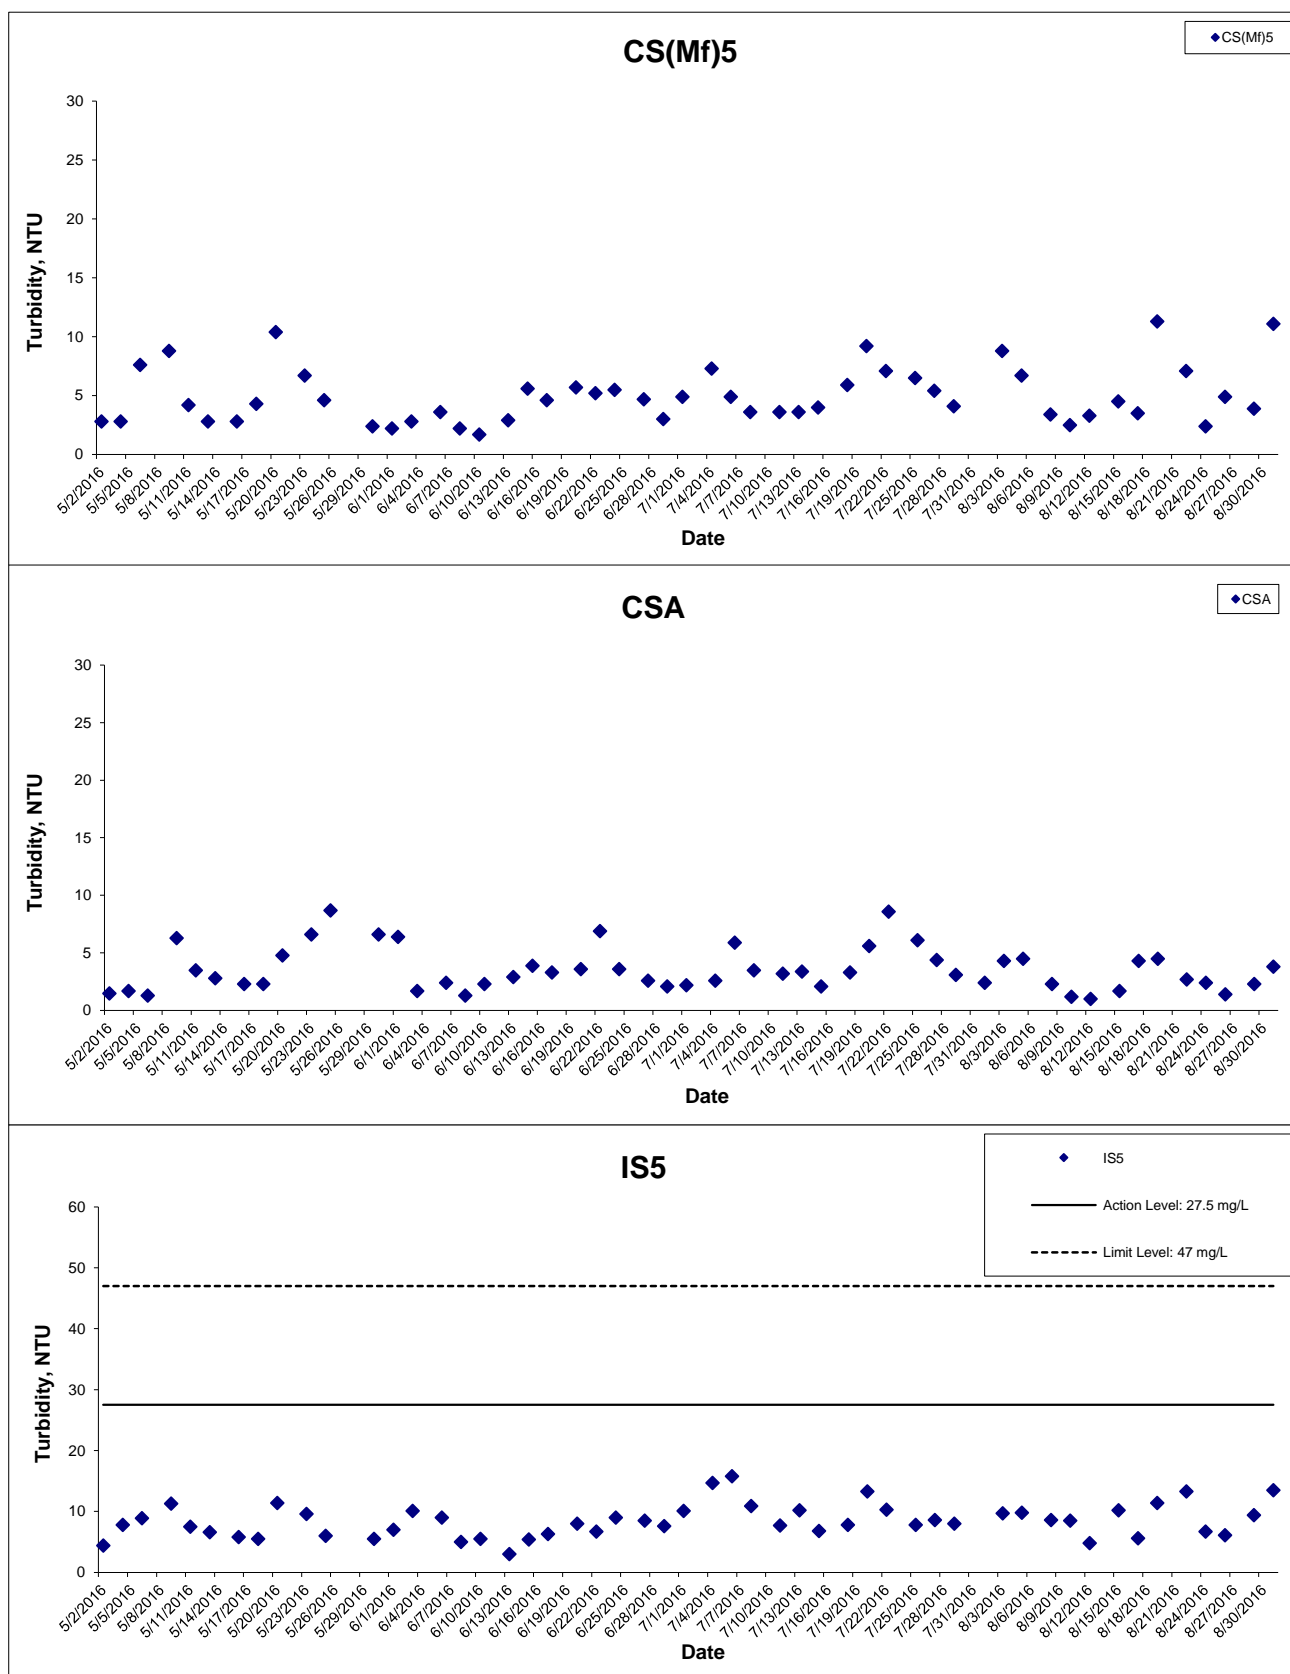 CS(Mf)5
CS(Mf)5
30
25
20
15
10
5
0
Turbidity, NTU
5/2/2016 5/5/2016 5/8/2016 5/11/2016 5/14/2016 5/17/2016 5/20/2016 5/23/2016 5/26/2016 5/29/2016 6/1/2016 6/4/2016 6/7/2016 6/10/2016 6/13/2016 6/16/2016 6/19/2016 6/22/2016 6/25/2016 6/28/2016 7/1/2016 7/4/2016 7/7/2016 7/10/2016 7/13/2016 7/16/2016 7/19/2016 7/22/2016 7/25/2016 7/28/2016 7/31/2016 8/3/2016 8/6/2016 8/9/2016 8/12/2016 8/15/2016 8/18/2016 8/21/2016 8/24/2016 8/27/2016 8/30/2016
Date
CSA
CSA
30
25
20
15
10
5
0
Turbidity, NTU
5/2/2016 5/5/2016 5/8/2016 5/11/2016 5/14/2016 5/17/2016 5/20/2016 5/23/2016 5/26/2016 5/29/2016 6/1/2016 6/4/2016 6/7/2016 6/10/2016 6/13/2016 6/16/2016 6/19/2016 6/22/2016 6/25/2016 6/28/2016 7/1/2016 7/4/2016 7/7/2016 7/10/2016 7/13/2016 7/16/2016 7/19/2016 7/22/2016 7/25/2016 7/28/2016 7/31/2016 8/3/2016 8/6/2016 8/9/2016 8/12/2016 8/15/2016 8/18/2016 8/21/2016 8/24/2016 8/27/2016 8/30/2016
Date
IS5
IS5
Action Level: 27.5 mg/L
Limit Level: 47 mg/L
60
50
40
30
20
10
0
Turbidity, NTU
5/2/2016 5/5/2016 5/8/2016 5/11/2016 5/14/2016 5/17/2016 5/20/2016 5/23/2016 5/26/2016 5/29/2016 6/1/2016 6/4/2016 6/7/2016 6/10/2016 6/13/2016 6/16/2016 6/19/2016 6/22/2016 6/25/2016 6/28/2016 7/1/2016 7/4/2016 7/7/2016 7/10/2016 7/13/2016 7/16/2016 7/19/2016 7/22/2016 7/25/2016 7/28/2016 7/31/2016 8/3/2016 8/6/2016 8/9/2016 8/12/2016 8/15/2016 8/18/2016 8/21/2016 8/24/2016 8/27/2016 8/30/2016
Date